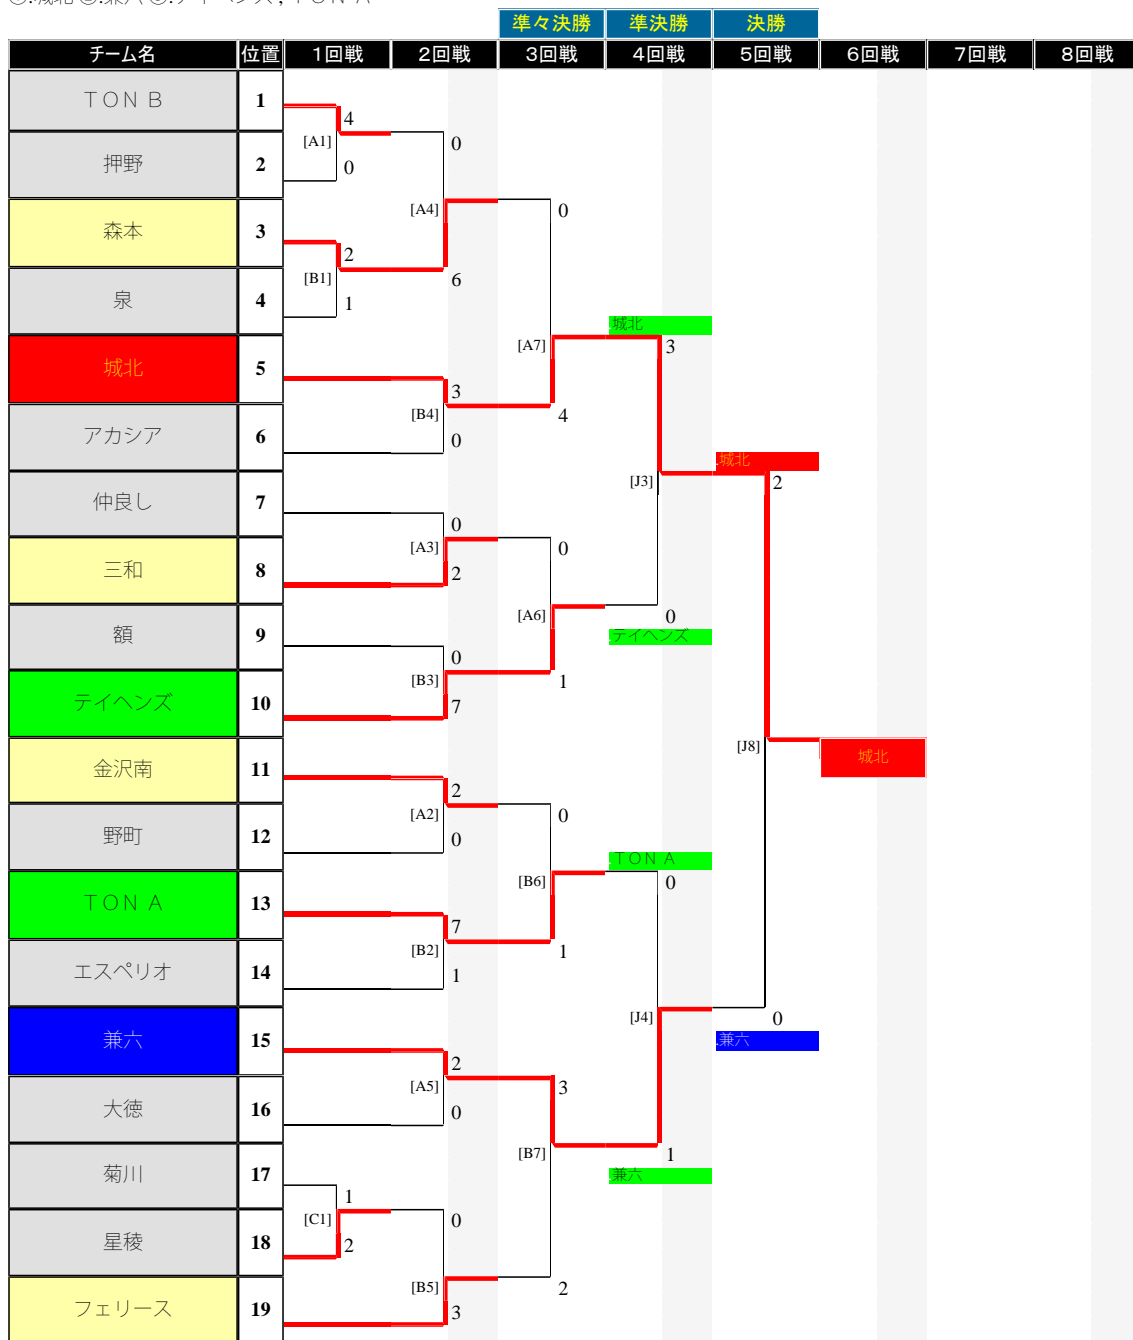 準々決勝 準決勝 決勝
チーム名 位置 1回戦 2回戦 3回戦 4回戦 5回戦 6回戦 7回戦 8回戦
ＴＯＮ Ｂ 1
4
[A1] 0
押野 2 0
[A4] 0
森本 3
2
[B1] 6
泉 4 1
城北
[A7] 3
城北 5
3
[B4] 4
アカシア 6 0
城北
[J3] 2
仲良し 7
0
[A3] 0
三和 8 2
[A6] 0
額 9 テイヘンズ
0
[B3] 1
テイヘンズ 10 7
[J8] 城北
金沢南 11
2
[A2] 0
野町 12 0
ＴＯＮ Ａ
[B6] 0
ＴＯＮ Ａ 13
7
[B2] 1
エスペリオ 14 1
[J4] 0
兼六 15 兼六
2
[A5] 3
大徳 16 0
[B7] 1
菊川 17 兼六
1
[C1] 0
星稜 18 2
[B5] 2
フェリース 19 3